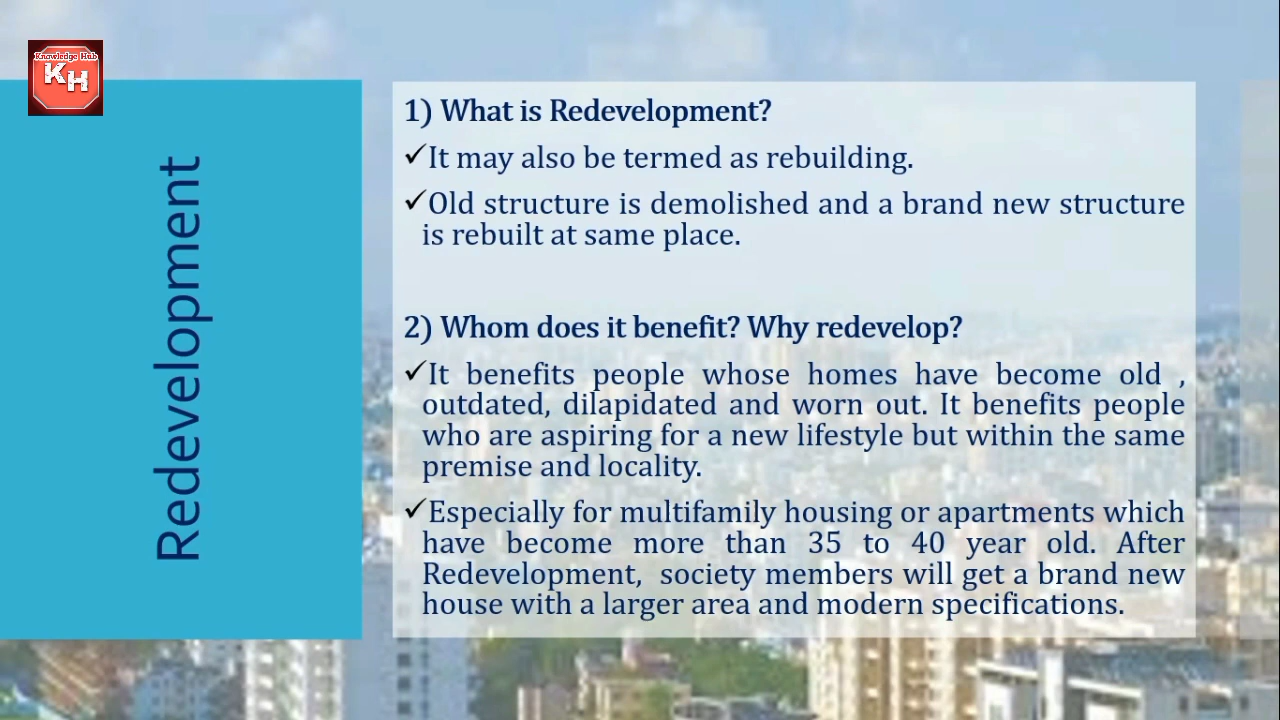 Knowledge Hub
KH
Redevelopment
1) What is Redevelopment?
✓It may also be termed as rebuilding.
✓Old structure is demolished and a brand new structure
is rebuilt at same place.
2) Whom does it benefit? Why redevelop?
✓It benefits people whose homes have become old ,
outdated, dilapidated and worn out. It benefits people
who are aspiring for a new lifestyle but within the same
premise and locality.
✓Especially for multifamily housing or apartments which
have become more than 35 to 40 year old. After
Redevelopment, society members will get a brand new
house with a larger area and modern specifications.